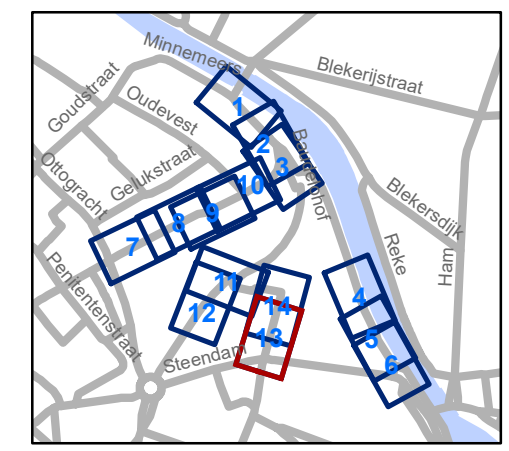 Minnemeers
Blekerijstraat
Goudstraat
Oudevest
1
2
Baudelohof
3
Gelukstraat
Ottogracht
10
Blekersdijk
9
8
7
Reke
Ham
Penitentenstraat
11
4
14
12
13
5
Steendam
6